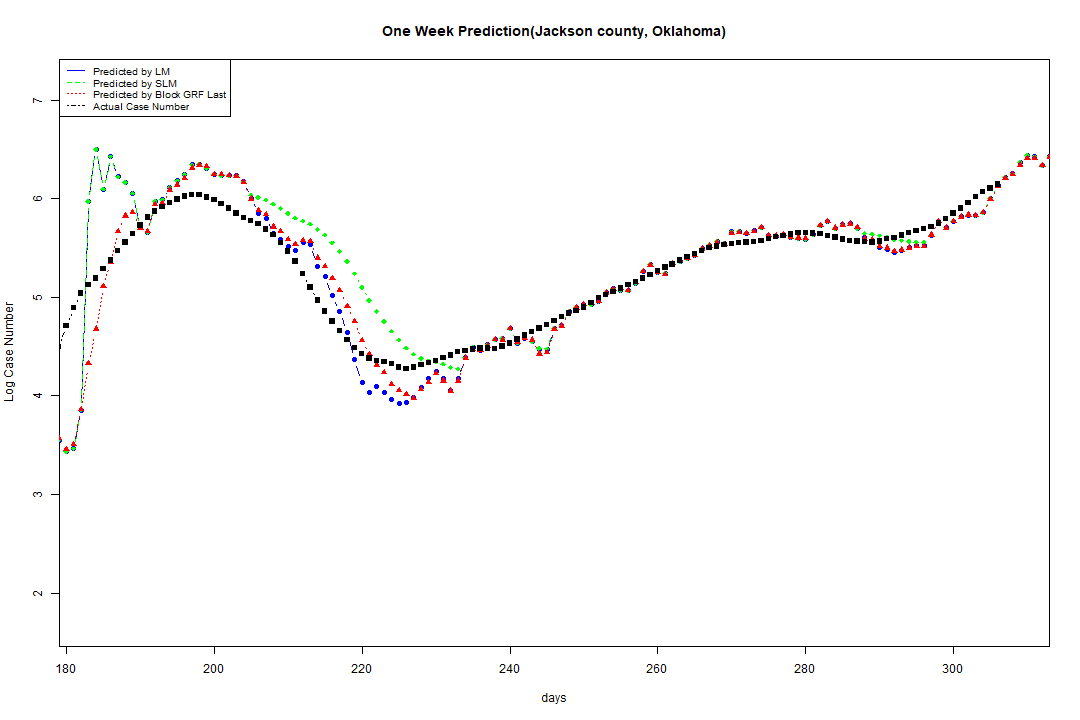 One Week Prediction(Jackson county, Oklahoma)
Predicted by LM
Predicted by SLM
Predicted by Block GRF Last
Actual Case Number
7
6
5
4
3
2
Log Case Number
180 200 220 240 260 280 300
days